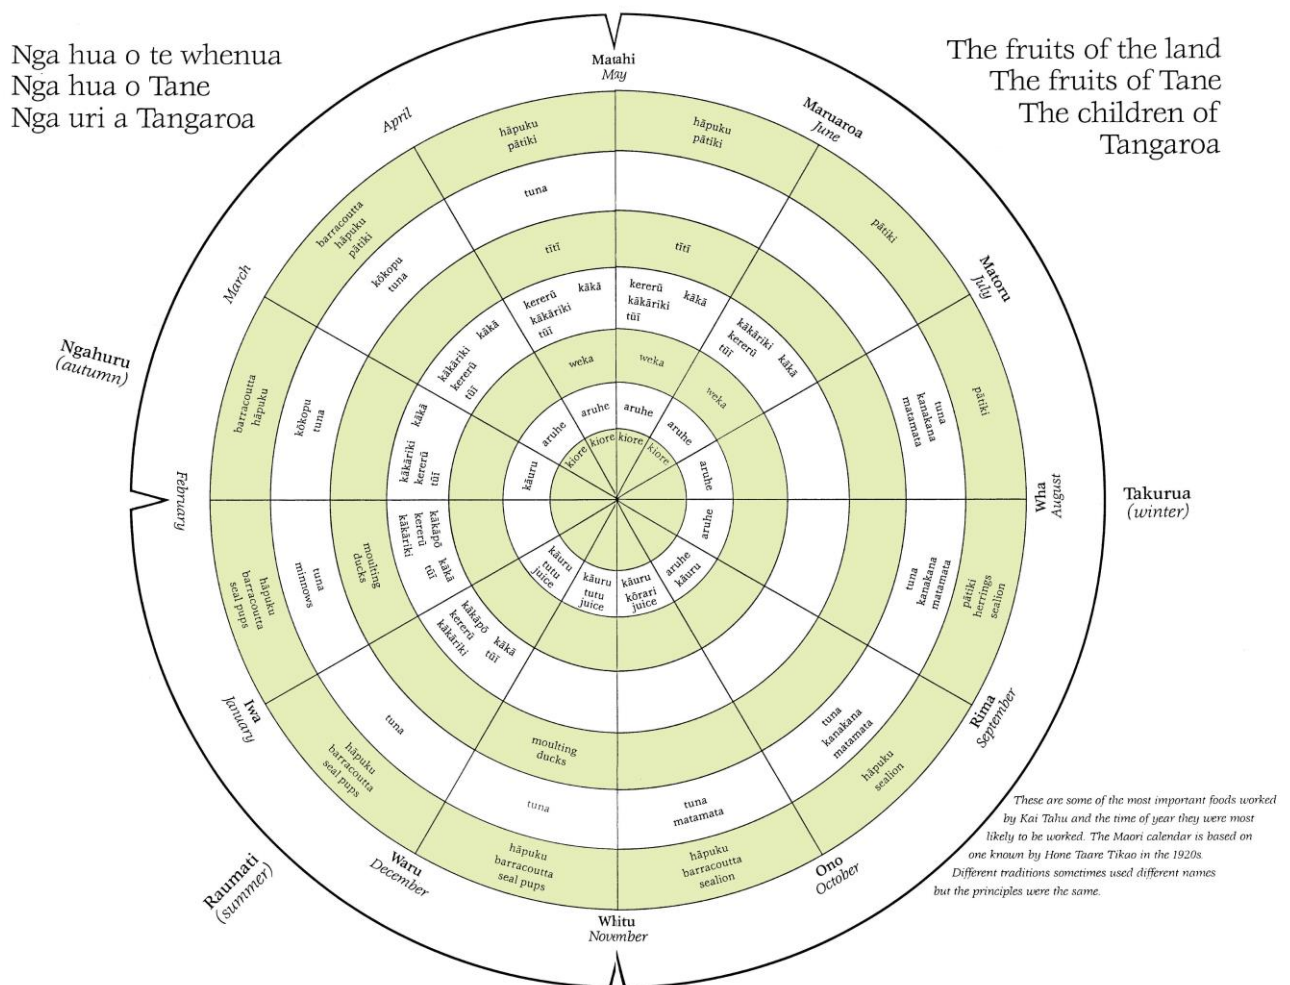 Nga hua o te whenua
Nga hua o Tane
Nga uri a Tangaroa
The fruits of the land
The fruits of Tane
The children of
Tangaroa
Matahi
May
Maruaroa
June
Matoru
July
Wha
August
Takurua
(winter)
Rima
September
Ono
October
Whitu
November
Waru
December
Raumati
(summer)
Iwa
January
February
Ngahuru
(autumn)
March
April
hāpuku
pātiki
hāpuku
pātiki
pātiki
pātiki
pātiki
herrings
sealion
hāpuku
sealion
hāpuku
barracoutta
sealion
hāpuku
barracoutta
seal pups
hāpuku
barracoutta
seal pups
hāpuku
barracoutta
seal pups
barracoutta
hāpuku
barracoutta
hāpuku
pātiki
tuna
tuna
kanakana
matamata
tuna
kanakana
matamata
tuna
kanakana
matamata
tuna
matamata
tuna
tuna
tuna
minnows
kōkopu
tuna
kōkopu
tuna
tītī
tītī
moulting
ducks
moulting
ducks
kererū kākā
kākāriki
tūī
kererū kākā
kākāriki
tūī
kākāriki
kererū kākā
tūī
kākāpō kākā
kererū tūī
kākāriki
kākāpō kākā
kererū
kākāriki tūī
kākāriki kākā
kererū
tūī
kākāriki kākā
kererū
tūī
weka
weka
weka
aruhe
aruhe
aruhe
aruhe
aruhe
aruhe
kāuru
kāuru
kōrari
juice
kāuru
tutu
juice
kāuru
tutu
juice
kāuru
aruhe
kiore
kiore
kiore
kiore
These are some of the most important foods worked
by Kai Tahu and the time of year they were most
likely to be worked. The Maori calendar is based on
one known by Hone Taare Tikao in the 1920s.
Different traditions sometimes used different names
but the principles were the same.